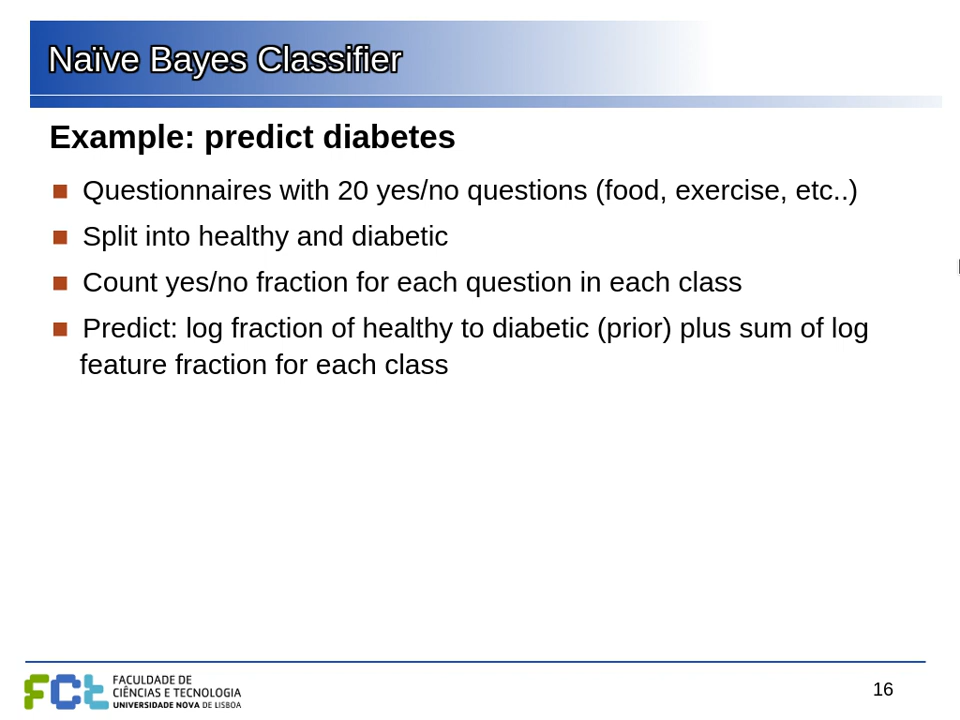 Naïve Bayes Classifier
Example: predict diabetes
Questionnaires with 20 yes/no questions (food, exercise, etc..)
Split into healthy and diabetic
Count yes/no fraction for each question in each class
Predict: log fraction of healthy to diabetic (prior) plus sum of log
feature fraction for each class
FCt
FACULDADE DE
CIÊNCIAS E TECNOLOGIA
UNIVERSIDADE NOVA DE LISBOA
16